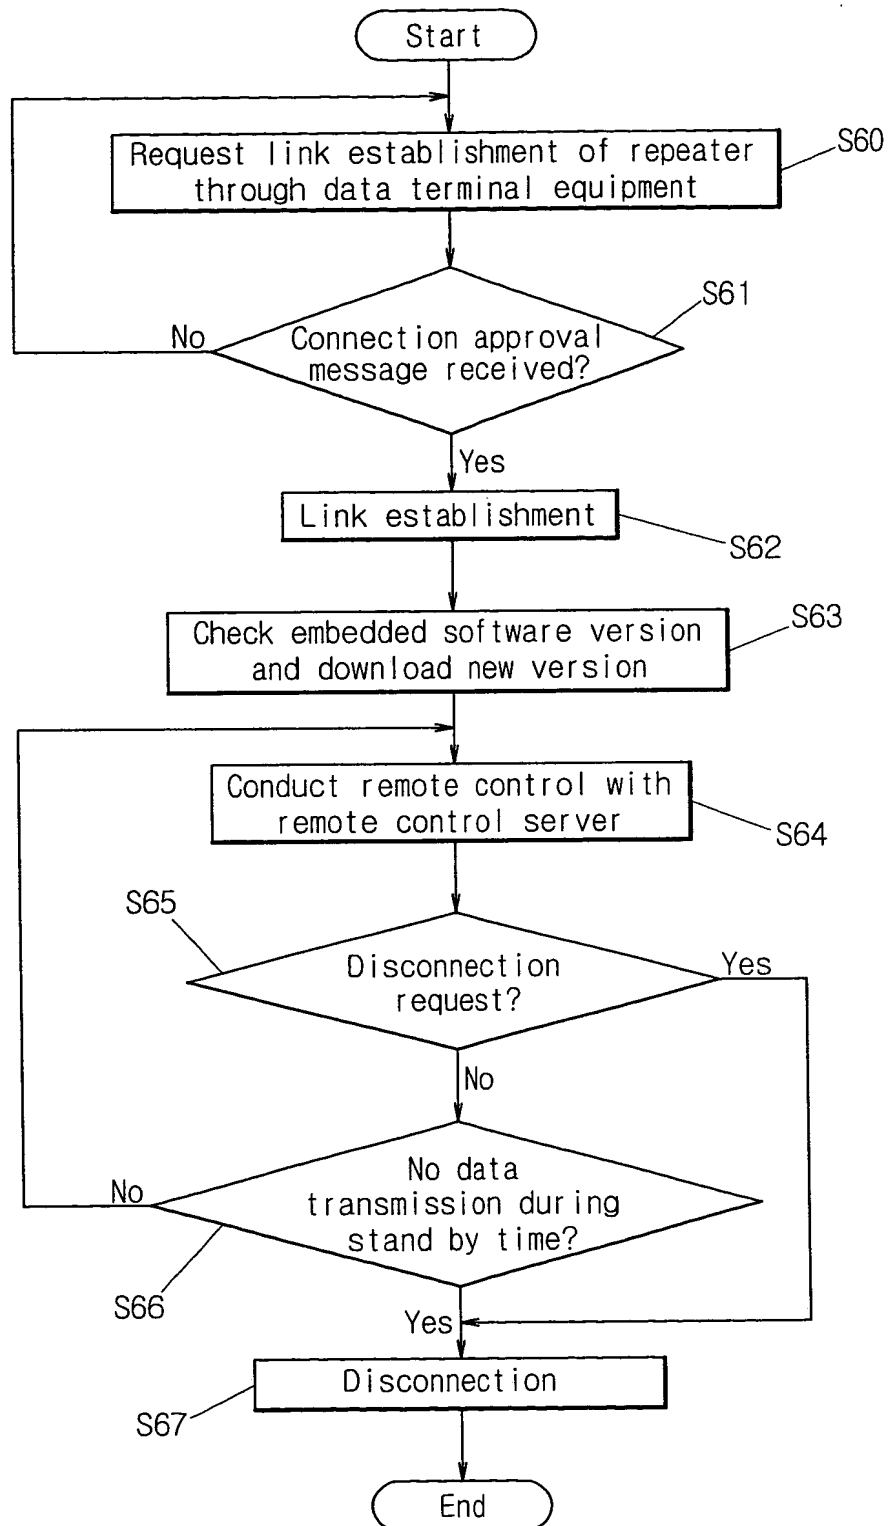 Start
Request link establishment of repeater
through data terminal equipment
S60
S61
No
Connection approval
message received?
Yes
Link establishment
S62
S63
Check embedded software version
and download new version
Conduct remote control with
remote control server
S64
S65
Disconnection
request?
Yes
No
No data
transmission during
stand by time?
No
S66
Yes
Disconnection
S67
End